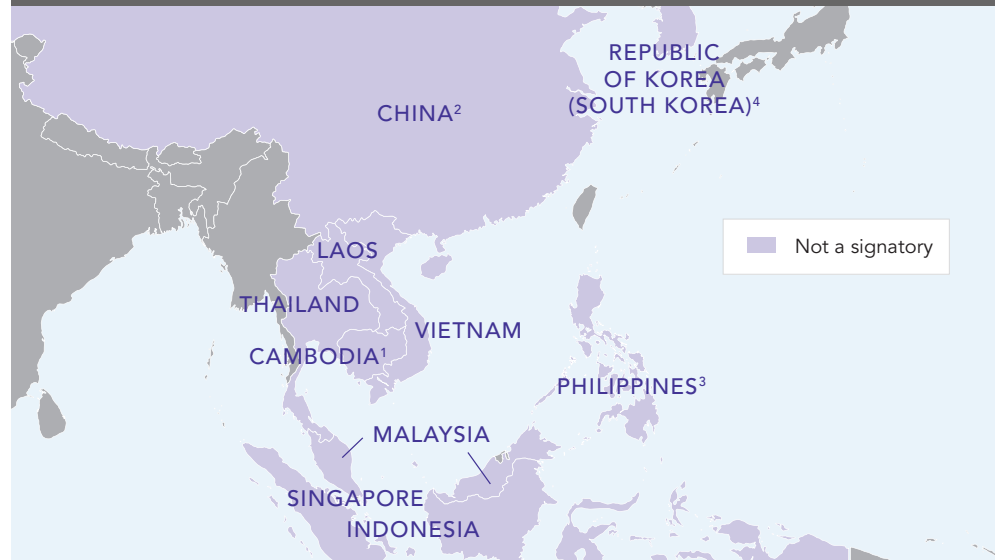 REPUBLIC
OF KOREA
(SOUTH KOREA)⁴
CHINA²
LAOS
Not a signatory
THAILAND
VIETNAM
CAMBODIA¹
PHILIPPINES³
MALAYSIA
SINGAPORE
INDONESIA